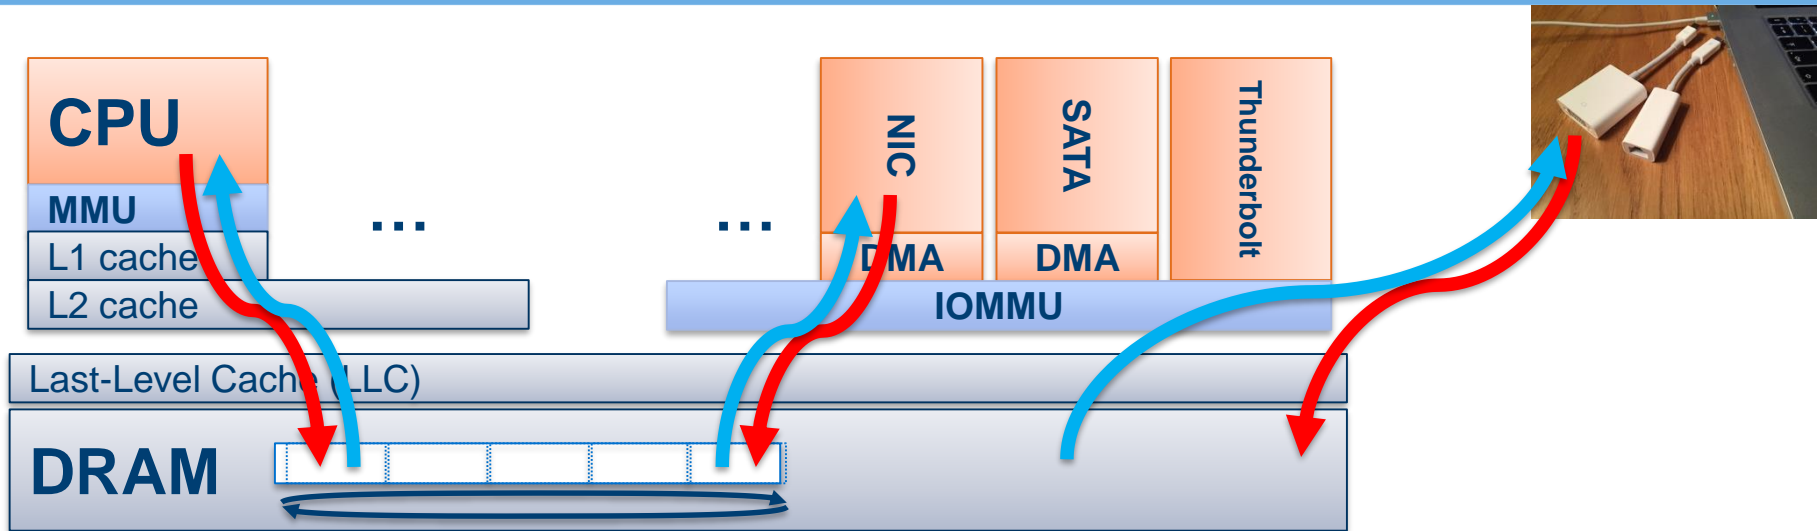 CPU
MMU
L1 cache
L2 cache
...
...
NIC
DMA
SATA
DMA
Thunderbolt
IOMMU
Last-Level Cache (LLC)
DRAM